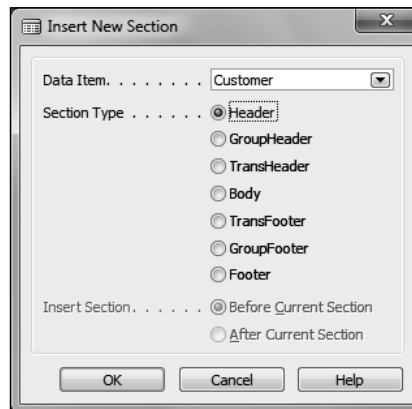 Insert New Section
x
Data Item. . . . . . . . Customer
Section Type . . . . . . Header
GroupHeader
TransHeader
Body
TransFooter
GroupFooter
Footer
Insert Section. . . . . . Before Current Section
After Current Section
OK Cancel Help